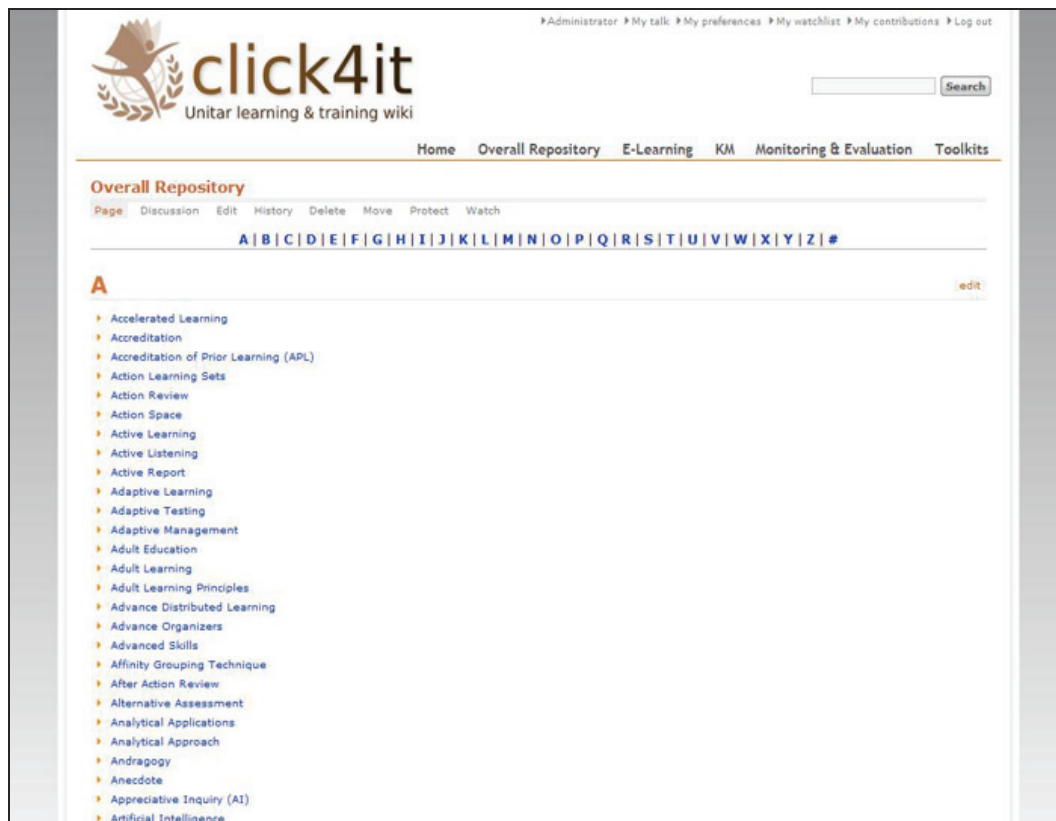 Administrator My talk My preferences My watchlist My contributions Log out
click4it
Unitar learning & training wiki
Search
Home Overall Repository E-Learning KM Monitoring & Evaluation Toolkits
Overall Repository
Page Discussion Edit History Delete Move Protect Watch
A | B | C | D | E | F | G | H | I | J | K | L | M | N | O | P | Q | R | S | T | U | V | W | X | Y | Z | #
A
edit
Accelerated Learning
Accreditation
Accreditation of Prior Learning (APL)
Action Learning Sets
Action Review
Action Space
Active Learning
Active Listening
Active Report
Adaptive Learning
Adaptive Testing
Adaptive Management
Adult Education
Adult Learning
Adult Learning Principles
Advance Distributed Learning
Advance Organizers
Advanced Skills
Affinity Grouping Technique
After Action Review
Alternative Assessment
Analytical Applications
Analytical Approach
Andragogy
Anecdote
Appreciative Inquiry (AI)
Artificial Intelligence